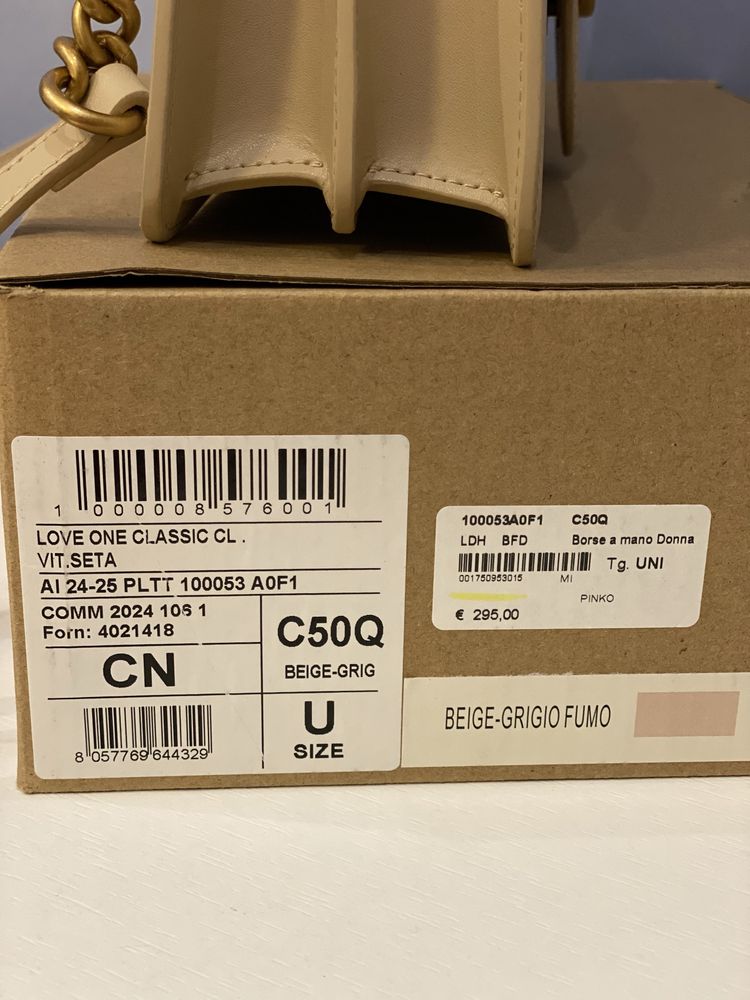 1 000008 576001
LOVE ONE CLASSIC CL .
VIT.SETA
AI 24-25 PLTT 100053 A0F1
COMM 2024 106 1
Forn: 4021418
CN
C50Q
BEIGE-GRIG
8 057769 644329
U
SIZE
100053A0F1 C50Q
LDH BFD Borse a mano Donna
Tg. UNI
001750953015 MI
PINKO
€ 295,00
BEIGE-GRIGIO FUMO